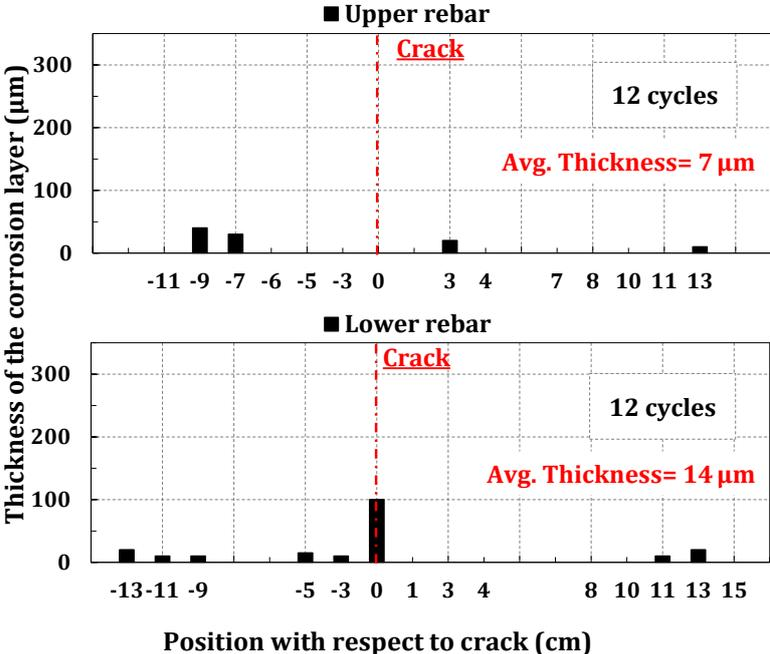 Upper rebar
Crack
300
12 cycles
200
Avg. Thickness= 7 μm
100
0
-11 -9 -7 -6 -5 -3 0 3 4 7 8 10 11 13
Thickness of the corrosion layer (μm)
Lower rebar
Crack
300
12 cycles
200
Avg. Thickness= 14 μm
100
0
-13 -11 -9 -5 -3 0 1 3 4 8 10 11 13 15
Position with respect to crack (cm)